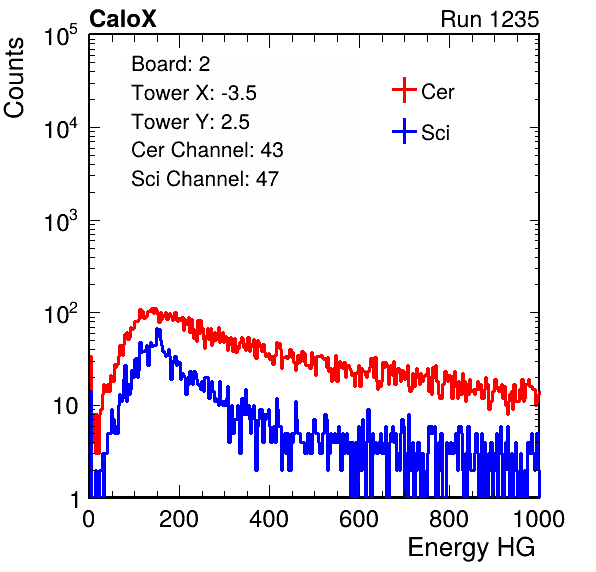 CaloX Run 1235
Counts
10^5
10^4
10^3
10^2
10
1
Board: 2
Tower X: -3.5
Tower Y: 2.5
Cer Channel: 43
Sci Channel: 47
Cer
Sci
0 200 400 600 800 1000
Energy HG